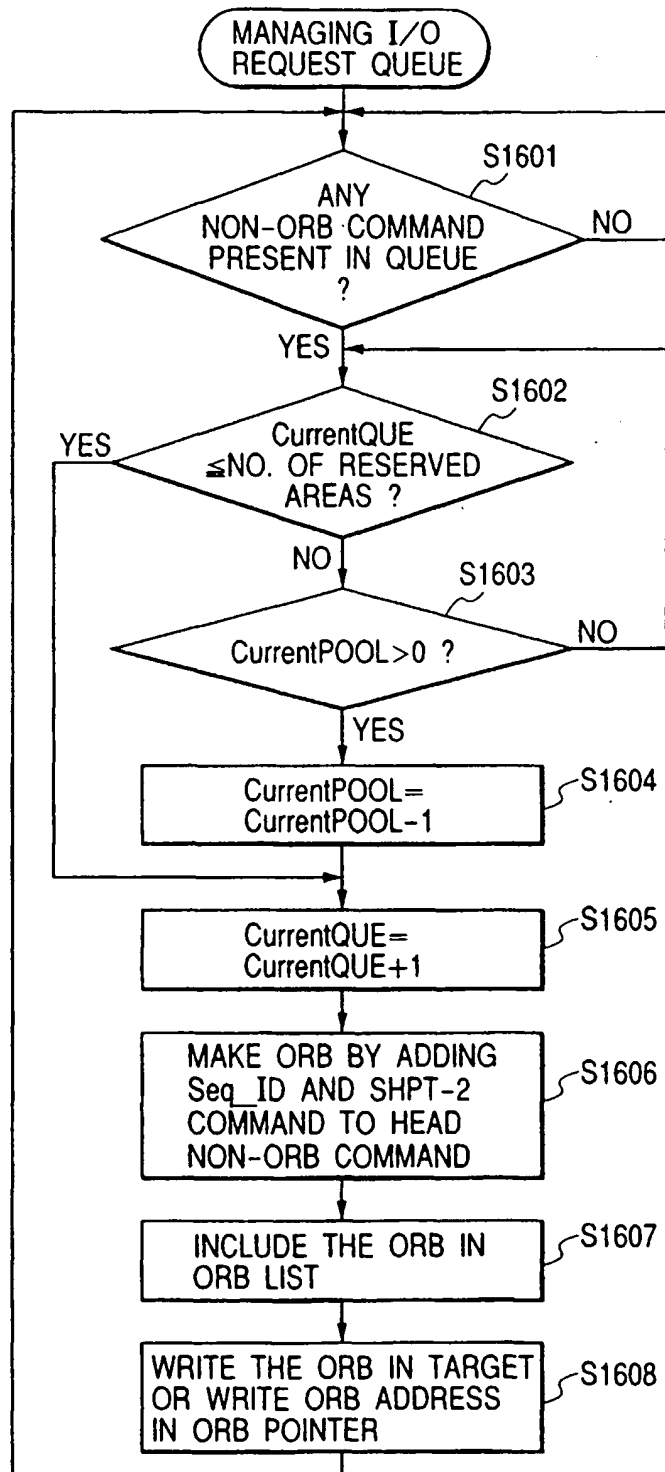 MANAGING I/O
REQUEST QUEUE
S1601
ANY
NON-ORB COMMAND
PRESENT IN QUEUE
?
NO
YES
S1602
YES
CurrentQUE
≦NO. OF RESERVED
AREAS ?
NO
S1603
CurrentPOOL>0 ?
NO
YES
CurrentPOOL=
CurrentPOOL-1
S1604
CurrentQUE=
CurrentQUE+1
S1605
MAKE ORB BY ADDING
Seq_ID AND SHPT-2
COMMAND TO HEAD
NON-ORB COMMAND
S1606
INCLUDE THE ORB IN
ORB LIST
S1607
WRITE THE ORB IN TARGET
OR WRITE ORB ADDRESS
IN ORB POINTER
S1608